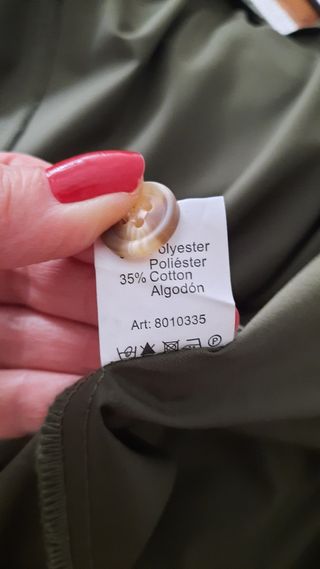 olyester
Poliéster
35% Cotton
Algodón
Art: 8010335
P